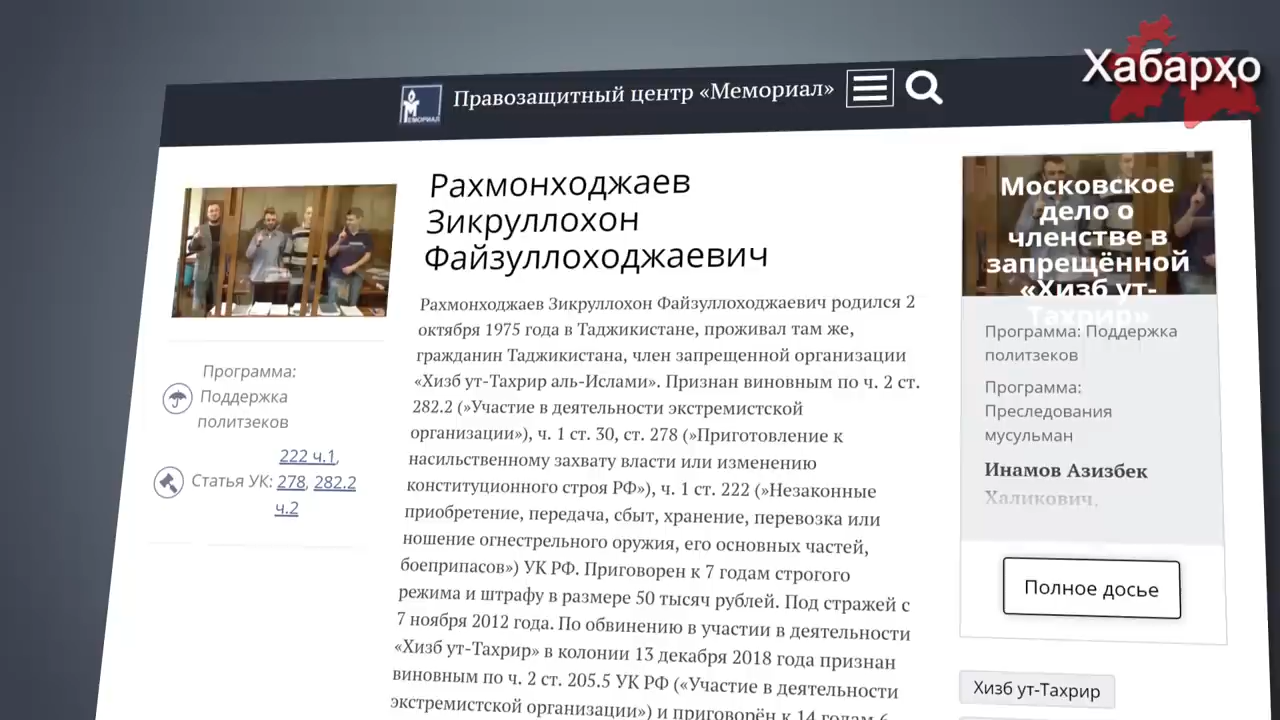 Хабарҳо
Мемориал
Правозащитный центр «Мемориал»
Рахмонходжаев
Зикруллохон
Файзуллоходжаевич
Рахмонходжаев Зикруллохон Файзуллоходжаевич родился 2
октября 1975 года в Таджикистане, проживал там же,
гражданин Таджикистана, член запрещенной организации
«Хизб ут-Тахрир аль-Ислами». Признан виновным по ч. 2 ст.
282.2 (»Участие в деятельности экстремистской
организации»), ч. 1 ст. 30, ст. 278 (»Приготовление к
насильственному захвату власти или изменению
конституционного строя РФ»), ч. 1 ст. 222 (»Незаконные
приобретение, передача, сбыт, хранение, перевозка или
ношение огнестрельного оружия, его основных частей,
боеприпасов») УК РФ. Приговорен к 7 годам строгого
режима и штрафу в размере 50 тысяч рублей. Под стражей с
7 ноября 2012 года. По обвинению в участии в деятельности
«Хизб ут-Тахрир» в колонии 13 декабря 2018 года признан
виновным по ч. 2 ст. 205.5 УК РФ («Участие в деятельности
экстремистской организации») и приговорён к 14 годам 6
Программа:
Поддержка
политзеков
222 ч.1,
Статья УК: 278, 282.2
ч.2
Московское
дело о
членстве в
запрещённой
«Хизб ут-
Тахрир»
Программа: Поддержка
политзеков
Программа:
Преследования
мусульман
Инамов Азизбек
Халикович,
Полное досье
Хизб ут-Тахрир